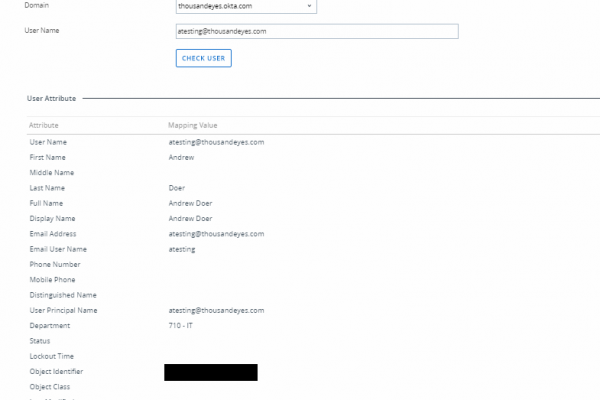 Domain thousandeyes.okta.com
User Name atesting@thousandeyes.com
CHECK USER
User Attribute
Attribute Mapping Value
User Name atesting@thousandeyes.com
First Name Andrew
Middle Name
Last Name Doer
Full Name Andrew Doer
Display Name Andrew Doer
Email Address atesting@thousandeyes.com
Email User Name atesting
Phone Number
Mobile Phone
Distinguished Name
User Principal Name atesting@thousandeyes.com
Department 710 - IT
Status
Lockout Time
Object Identifier
Object Class